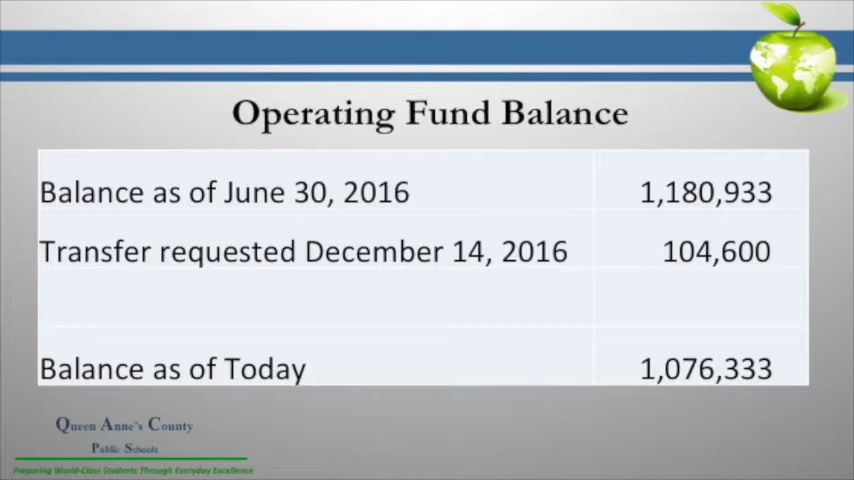 Operating Fund Balance
Balance as of June 30, 2016 1,180,933
Transfer requested December 14, 2016 104,600
Balance as of Today 1,076,333
Queen Anne's County
Public Schools
Preparing World-Class Students Through Everyday Excellence